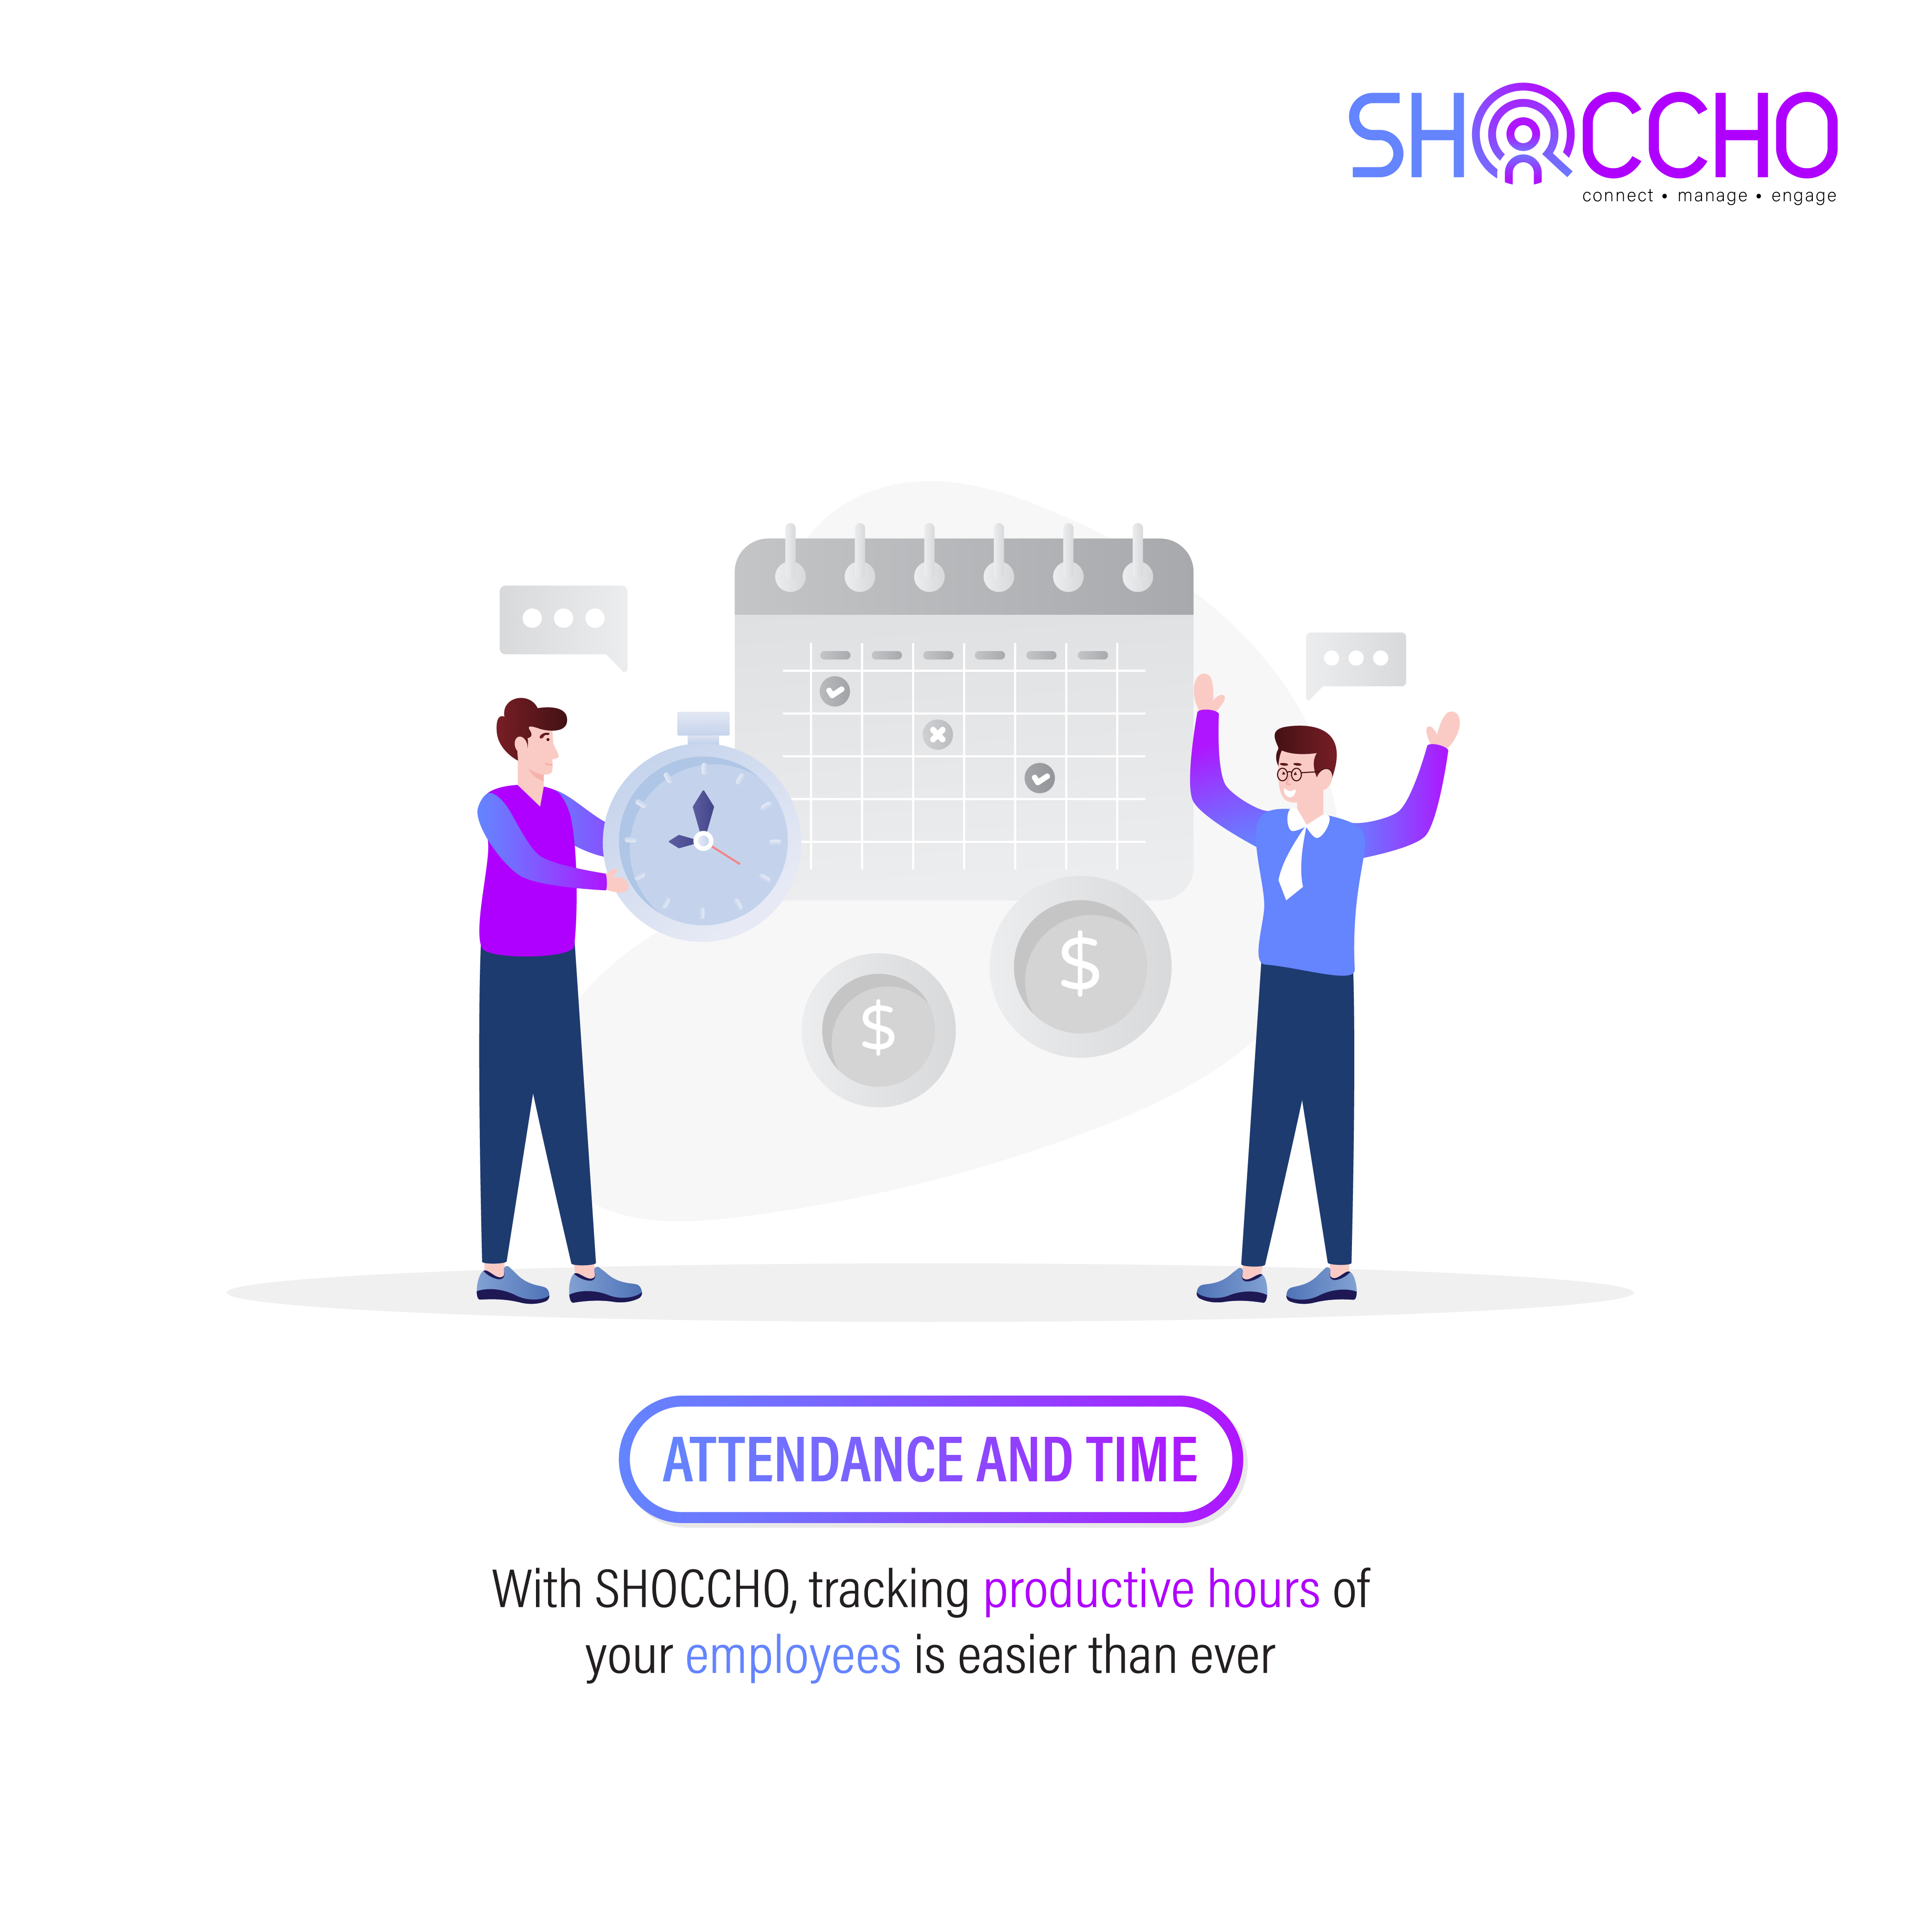 SHOCCHO
connect • manage • engage
$
$
ATTENDANCE AND TIME
With SHOCCHO, tracking productive hours of
your employees is easier than ever